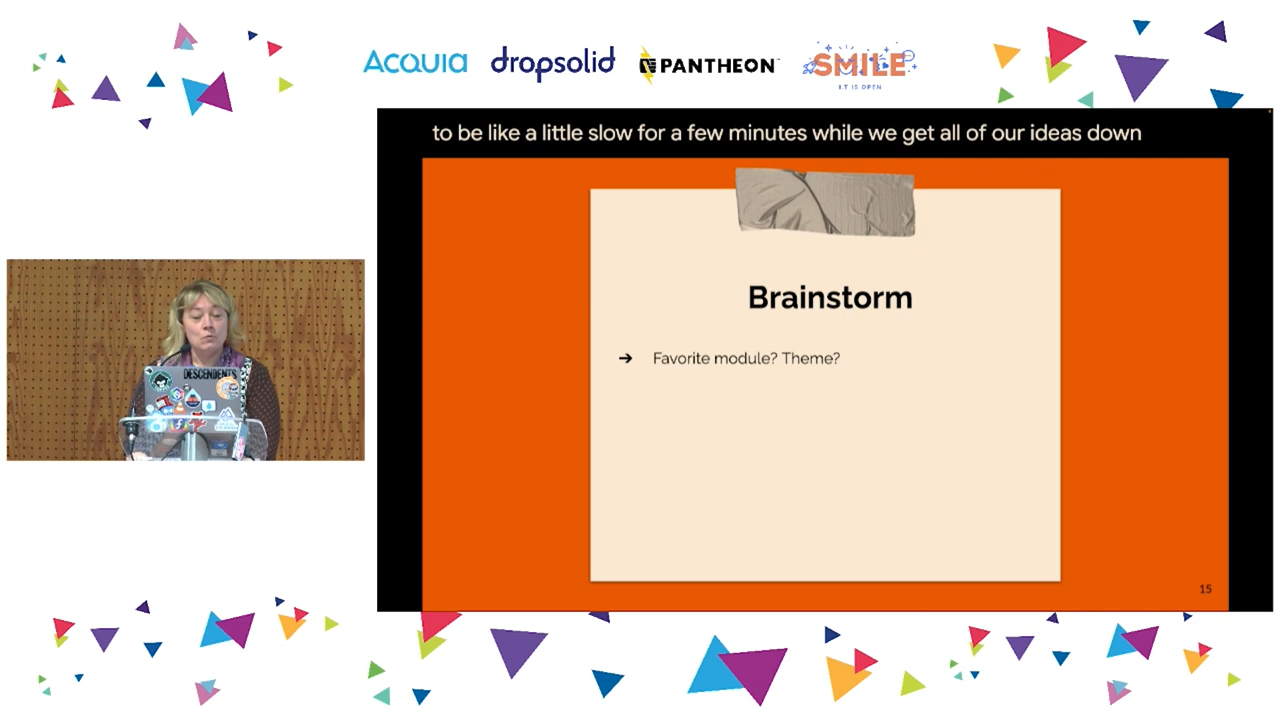 Acquia
dropsolid
PANTHEON
SMILE
I.T IS OPEN
to be like a little slow for a few minutes while we get all of our ideas down
Brainstorm
➔ Favorite module? Theme?
DESCENDENTS
15